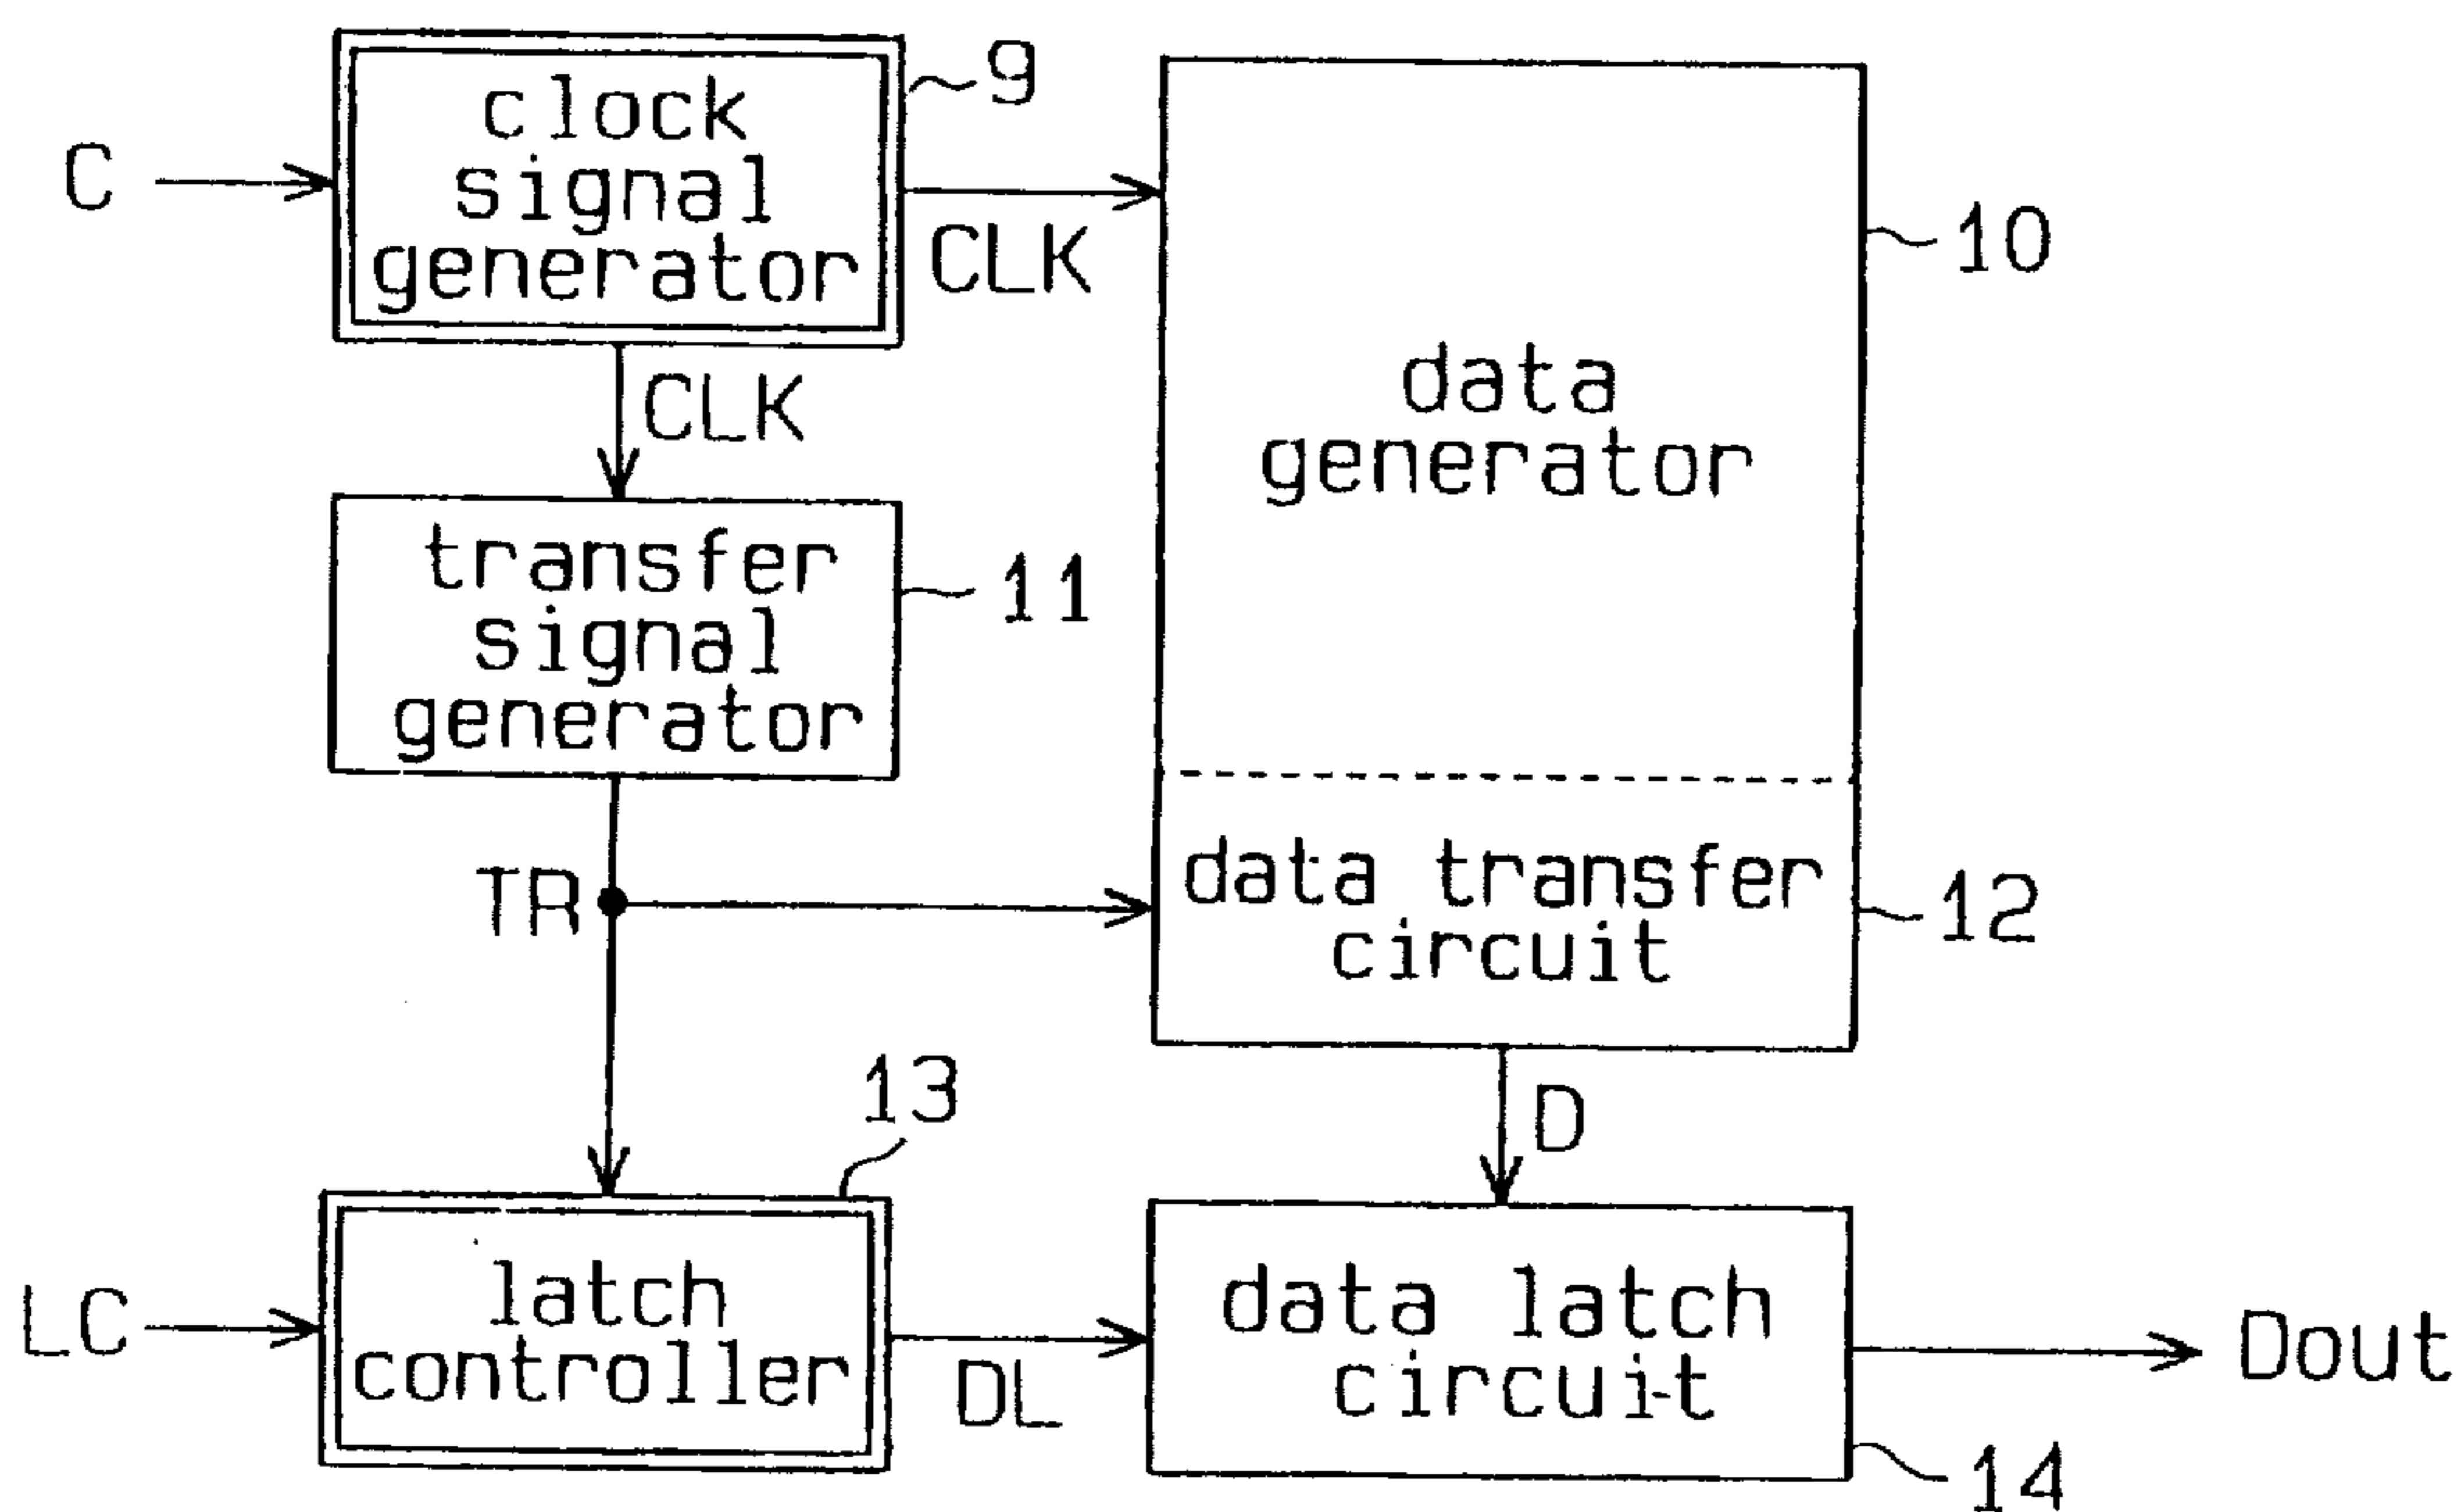 clock
signal
generator
9
C
CLK
10
CLK
data
generator
transfer
signal
generator
11
TR
data transfer
circuit
12
13
D
LC
latch
controller
DL
data latch
circuit
Dout
14